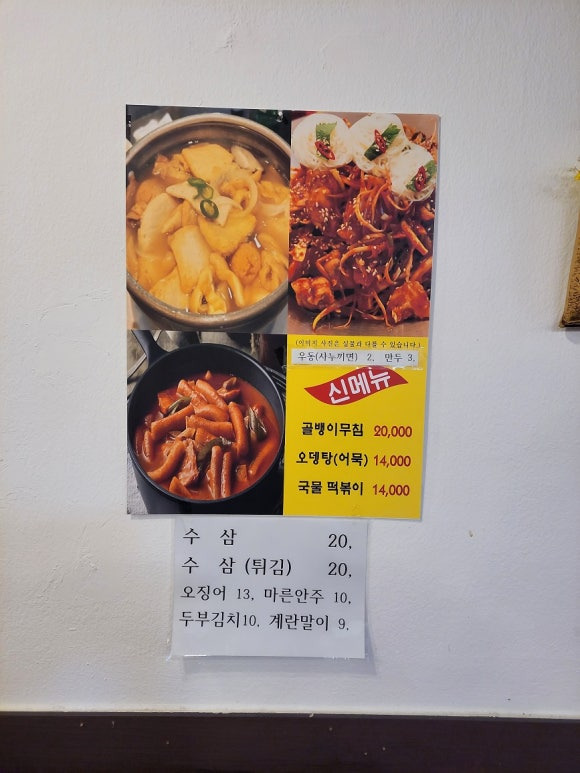 (이미지 사진은 실물과 다를 수 있습니다.)
우동(사누끼면) 2, 만두 3,
신메뉴
골뱅이무침 20,000
오뎅탕(어묵) 14,000
국물 떡볶이 14,000
수 삼 20,
수 삼 (튀김) 20,
오징어 13, 마른안주 10,
두부김치10, 계란말이 9,